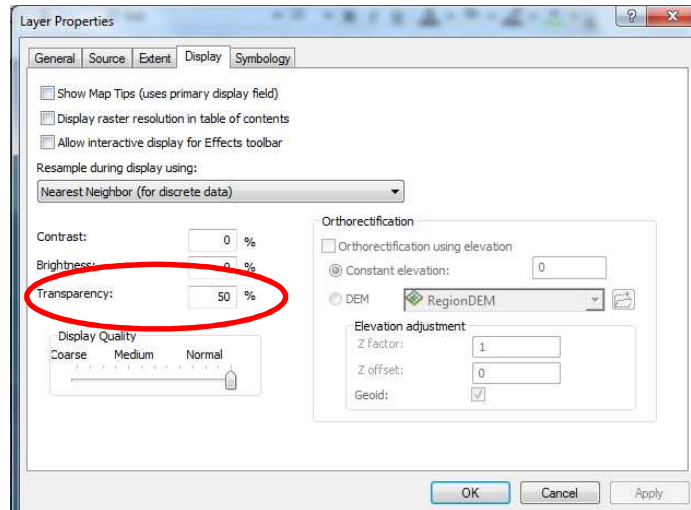 Layer Properties
General Source Extent Display Symbology
Show Map Tips (uses primary display field)
Display raster resolution in table of contents
Allow interactive display for Effects toolbar
Resample during display using:
Nearest Neighbor (for discrete data)
Contrast: 0 %
Brightness: 0 %
Transparency: 50 %
Display Quality
Coarse Medium Normal
Orthorectification
Orthorectification using elevation
Constant elevation: 0
DEM RegionDEM
Elevation adjustment
Z factor: 1
Z offset: 0
Geoid:
OK Cancel Apply